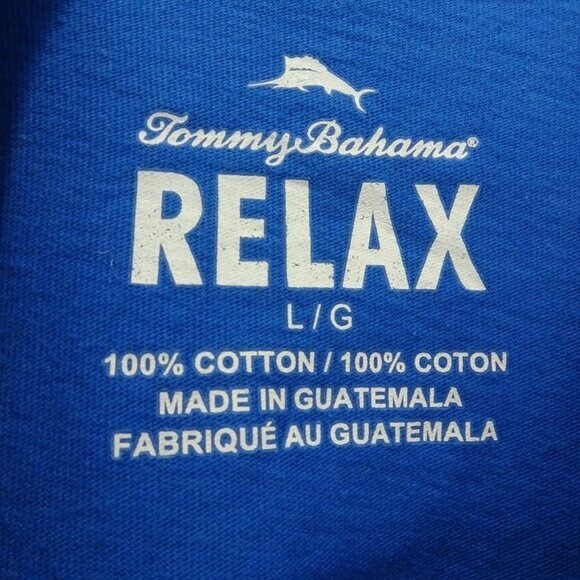 Tommy Bahama®
RELAX
L/G
100% COTTON / 100% COTON
MADE IN GUATEMALA
FABRIQUÉ AU GUATEMALA